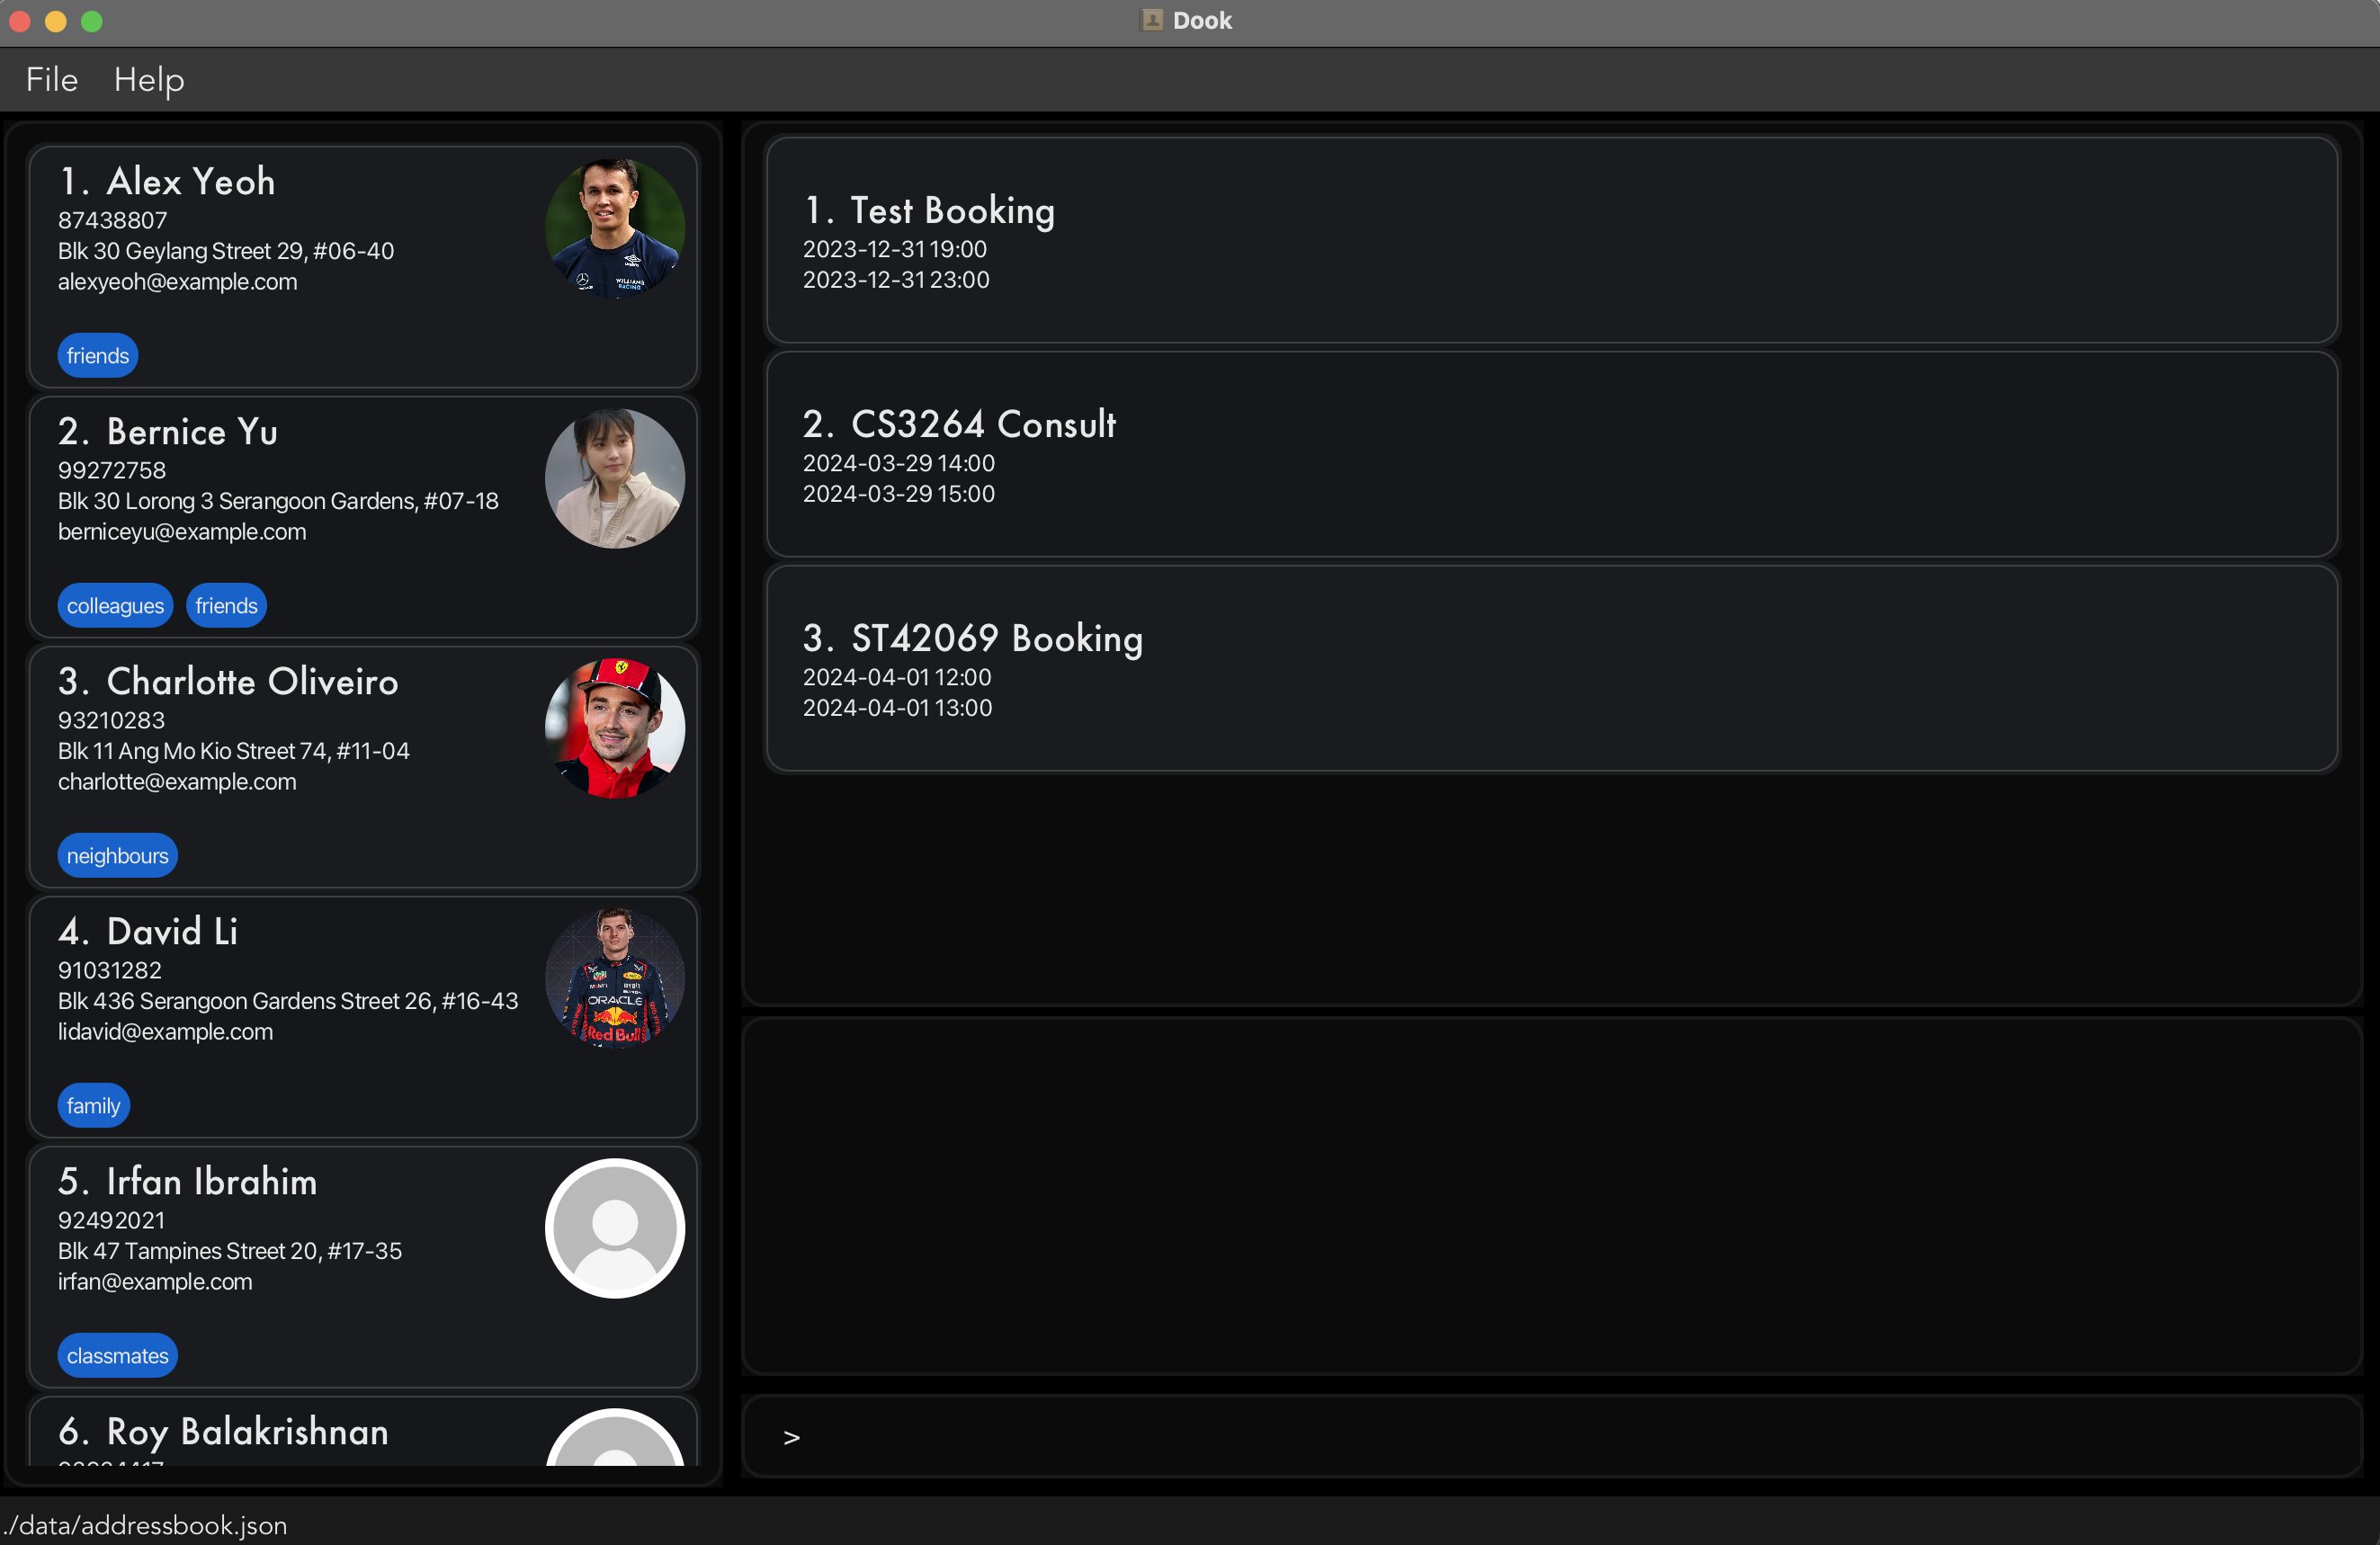 Dook
File Help
1. Alex Yeoh
87438807
Blk 30 Geylang Street 29, #06-40
alexyeoh@example.com
WILLIAMS
RACING
friends
2. Bernice Yu
99272758
Blk 30 Lorong 3 Serangoon Gardens, #07-18
berniceyu@example.com
colleagues friends
3. Charlotte Oliveiro
93210283
Blk 11 Ang Mo Kio Street 74, #11-04
charlotte@example.com
neighbours
4. David Li
91031282
Blk 436 Serangoon Gardens Street 26, #16-43
lidavid@example.com
ORACLE
Red Bull
family
5. Irfan Ibrahim
92492021
Blk 47 Tampines Street 20, #17-35
irfan@example.com
classmates
6. Roy Balakrishnan
1. Test Booking
2023-12-31 19:00
2023-12-31 23:00
2. CS3264 Consult
2024-03-29 14:00
2024-03-29 15:00
3. ST42069 Booking
2024-04-01 12:00
2024-04-01 13:00
>
./data/addressbook.json